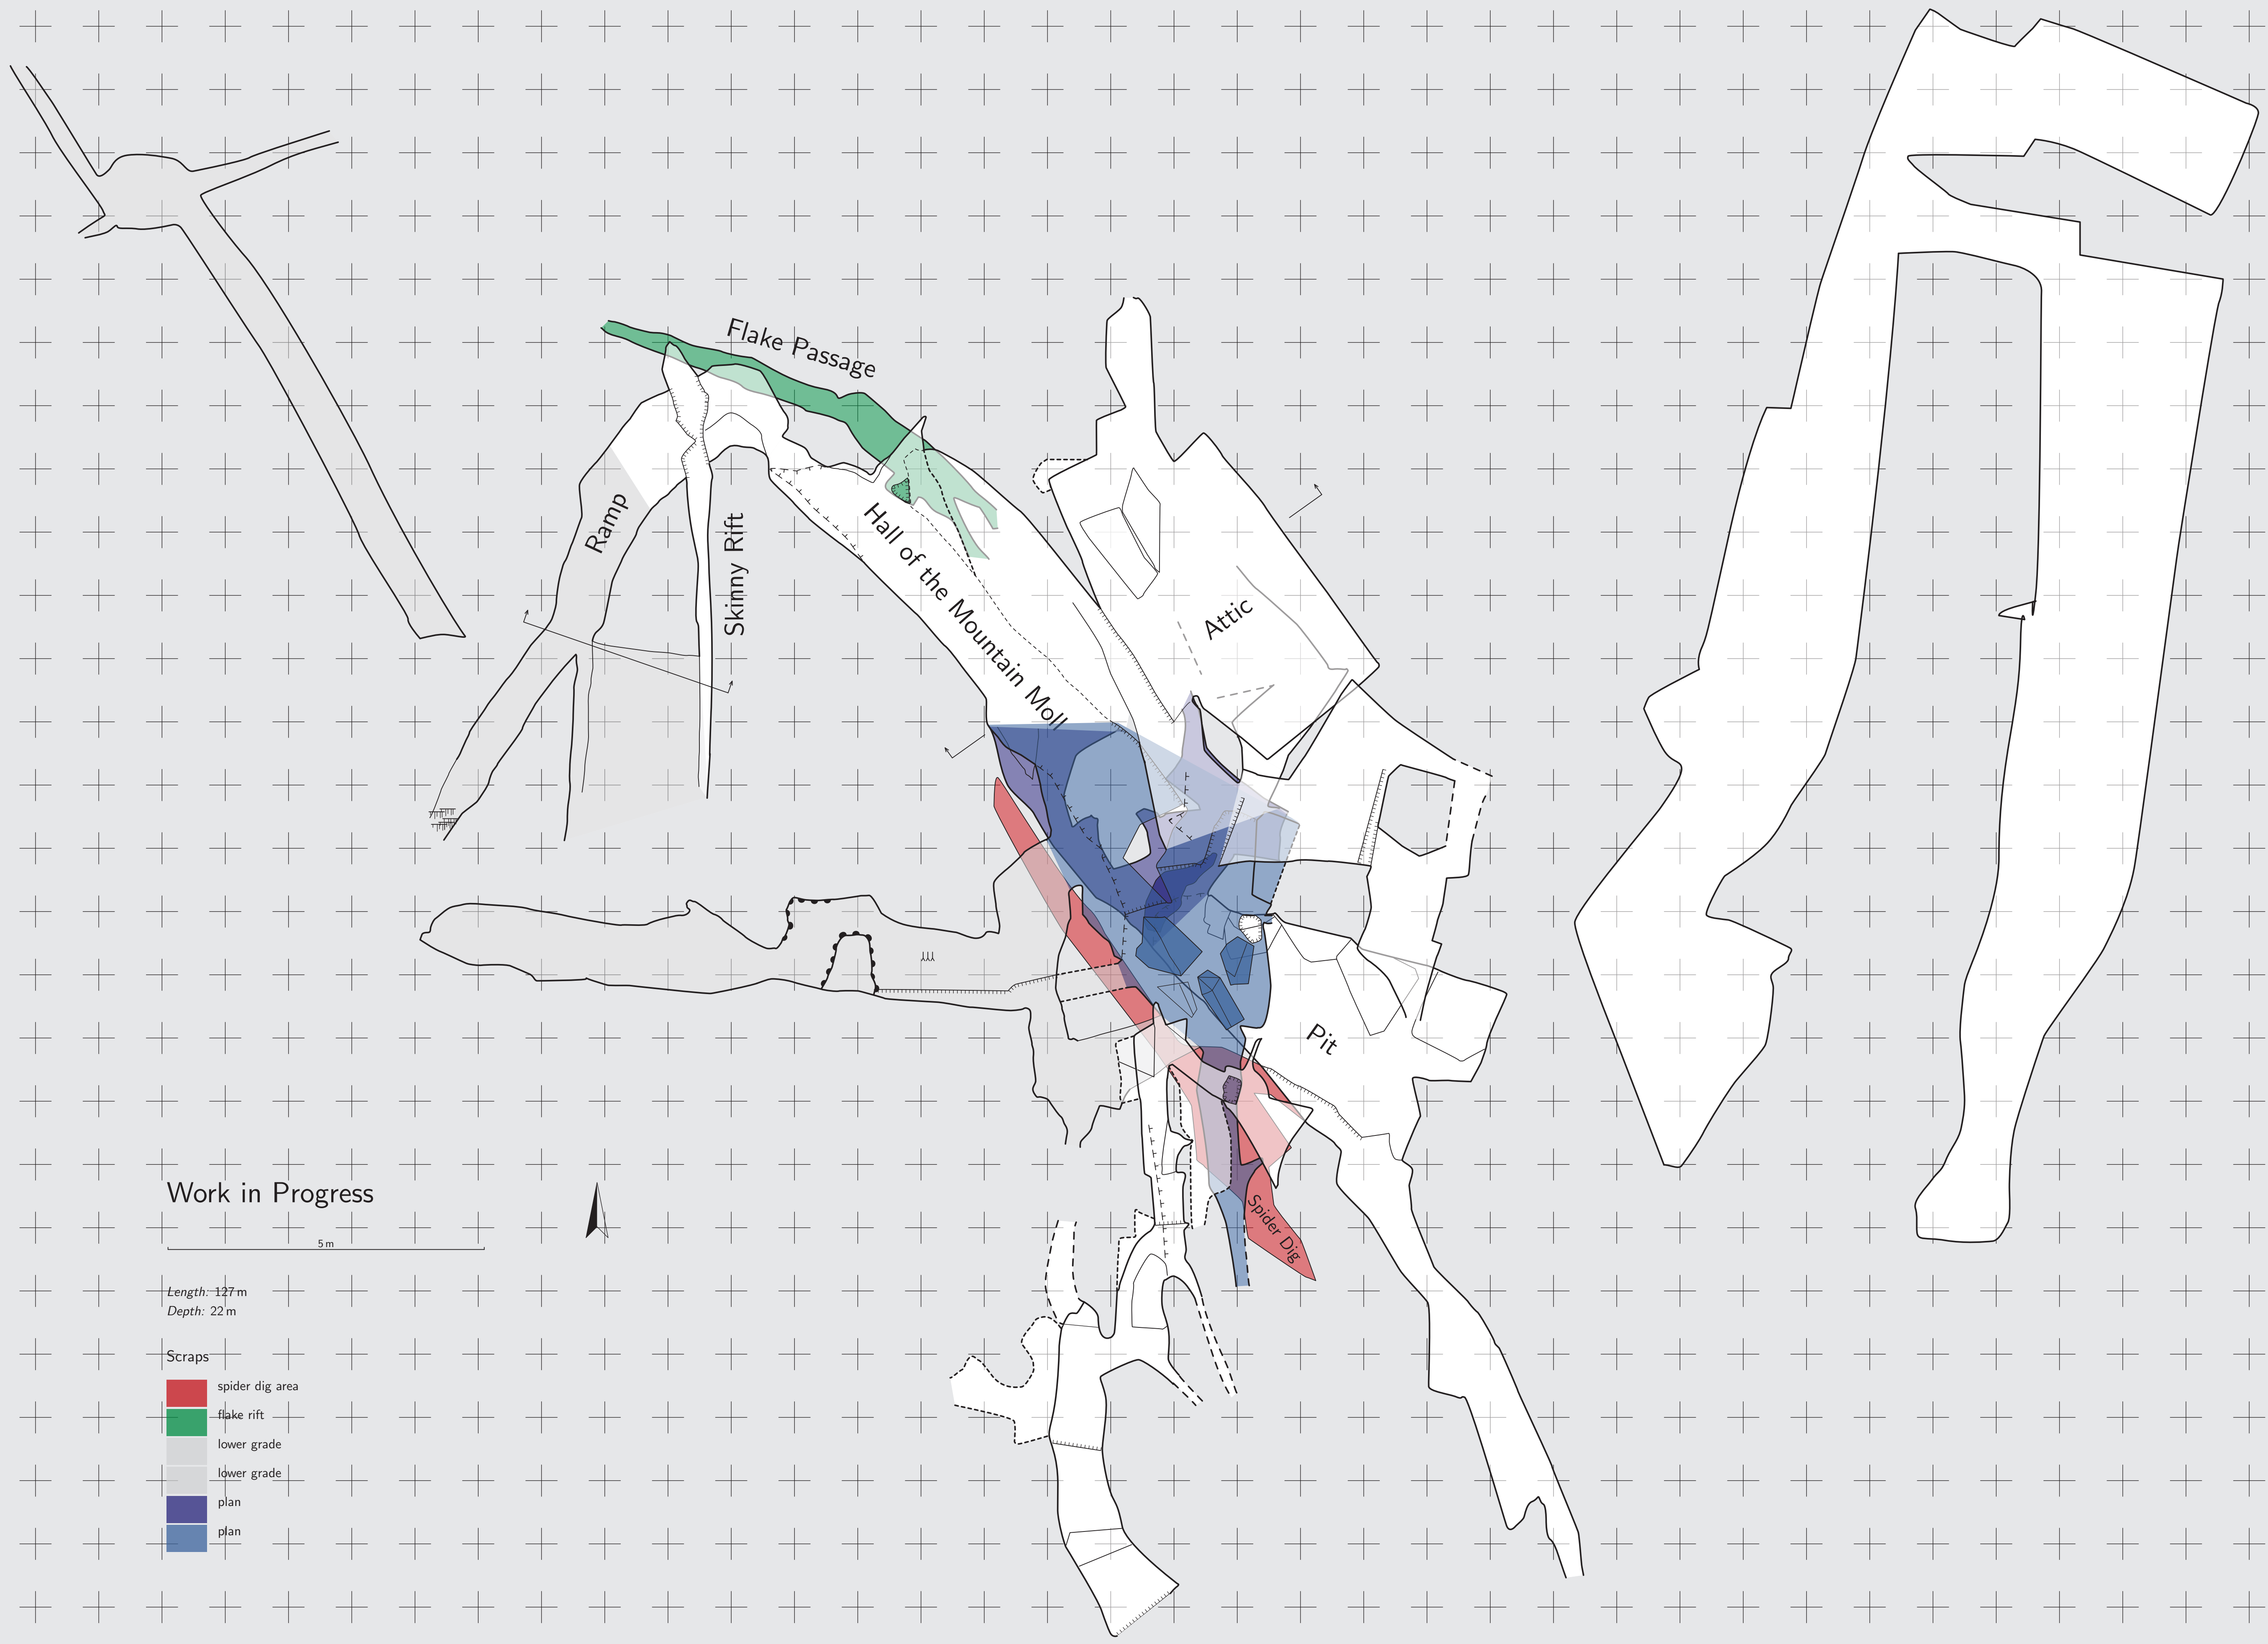 Flake Passage
Ramp
Skinny Rift
Hall of the Mountain Moll
Attic
Pit
Spider Dig
Work in Progress
5 m
Length: 127 m
Depth: 22 m
Scraps
spider dig area
flake rift
lower grade
lower grade
plan
plan